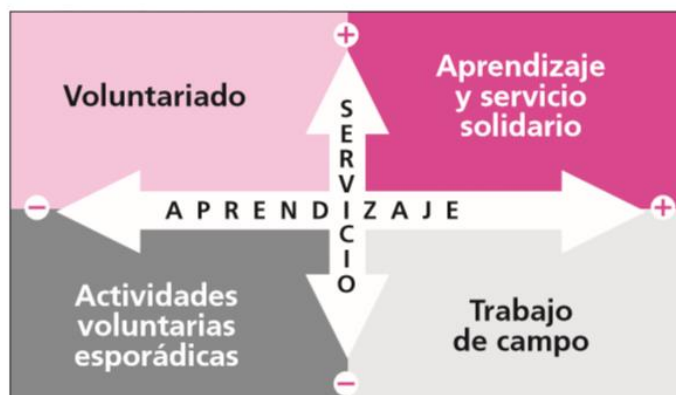 +
Voluntariado
Aprendizaje
y servicio
solidario
SERVICIO
− APRENDIZAJE +
Actividades
voluntarias
esporádicas
Trabajo
de campo
−